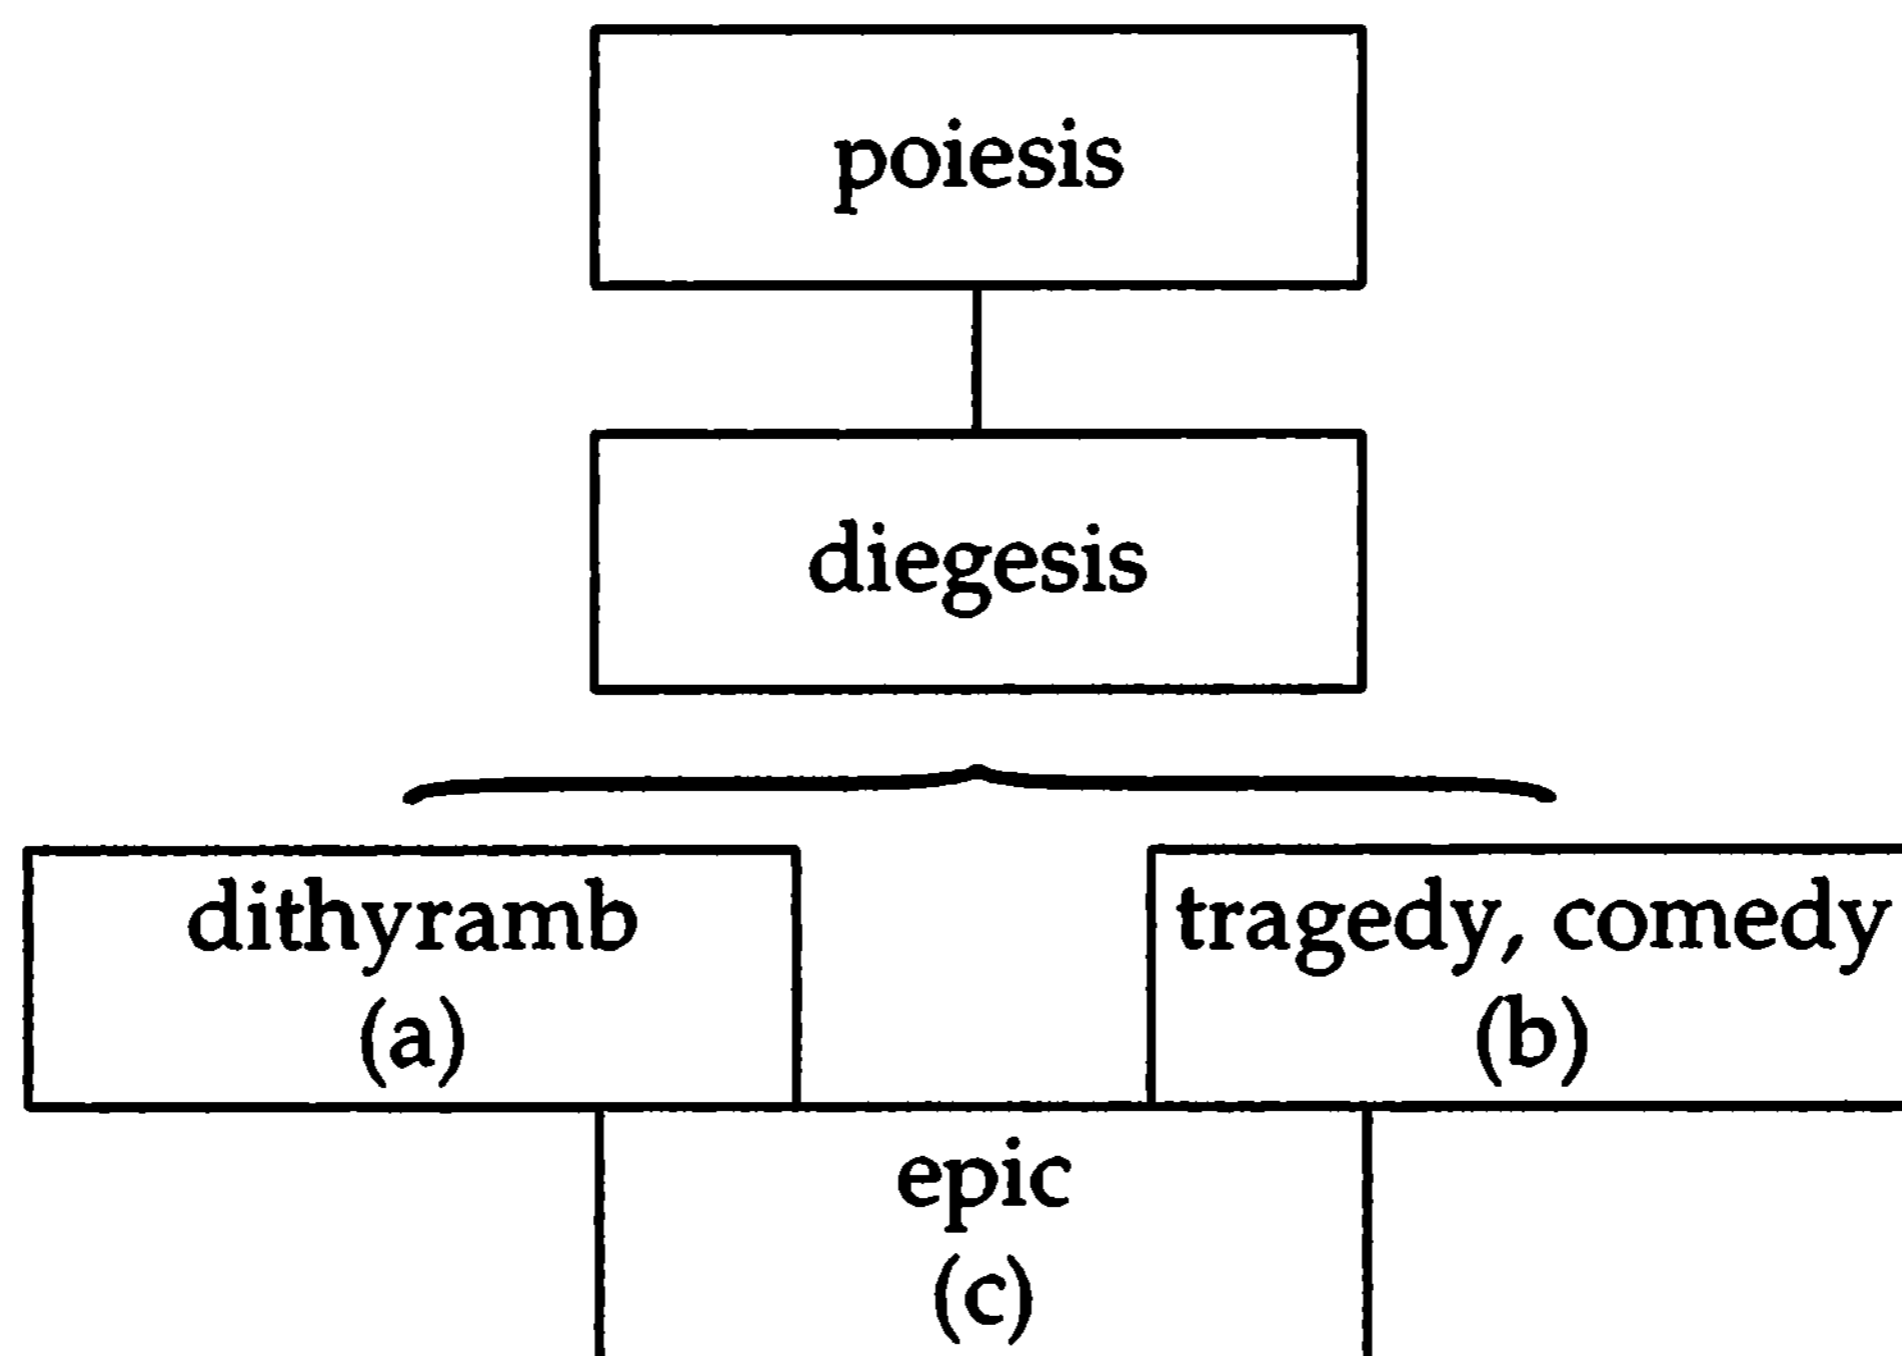 poiesis
diegesis
dithyramb
(a)
tragedy, comedy
(b)
epic
(c)